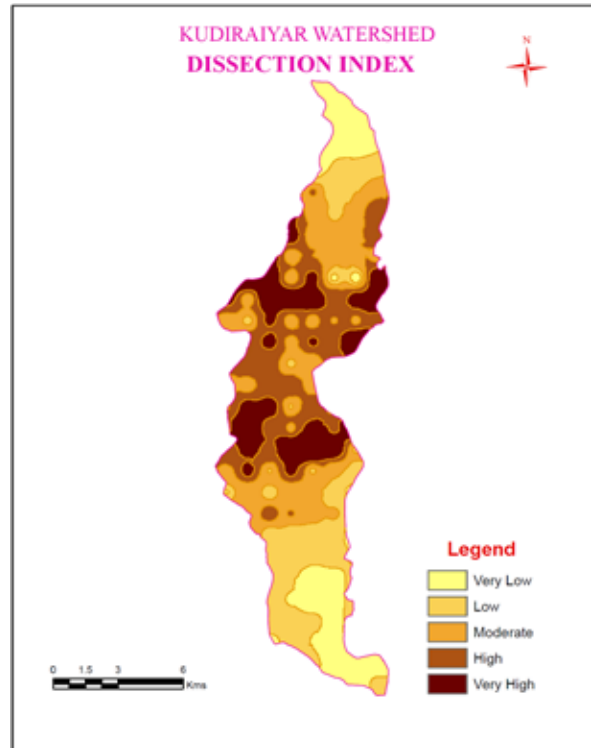 KUDIRAIYAR WATERSHED
DISSECTION INDEX
N
Legend
Very Low
Low
Moderate
High
Very High
0 1.5 3 6
Kms